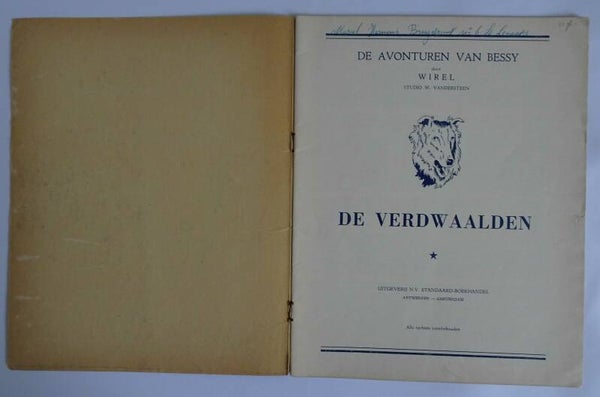 DE AVONTUREN VAN BESSY
door
WIREL
STUDIO W. VANDERSTEEN
DE VERDWAALDEN
UITGEVERIJ N.V. STANDAARD-BOEKHANDEL
ANTWERPEN — AMSTERDAM
Alle rechten voorbehouden